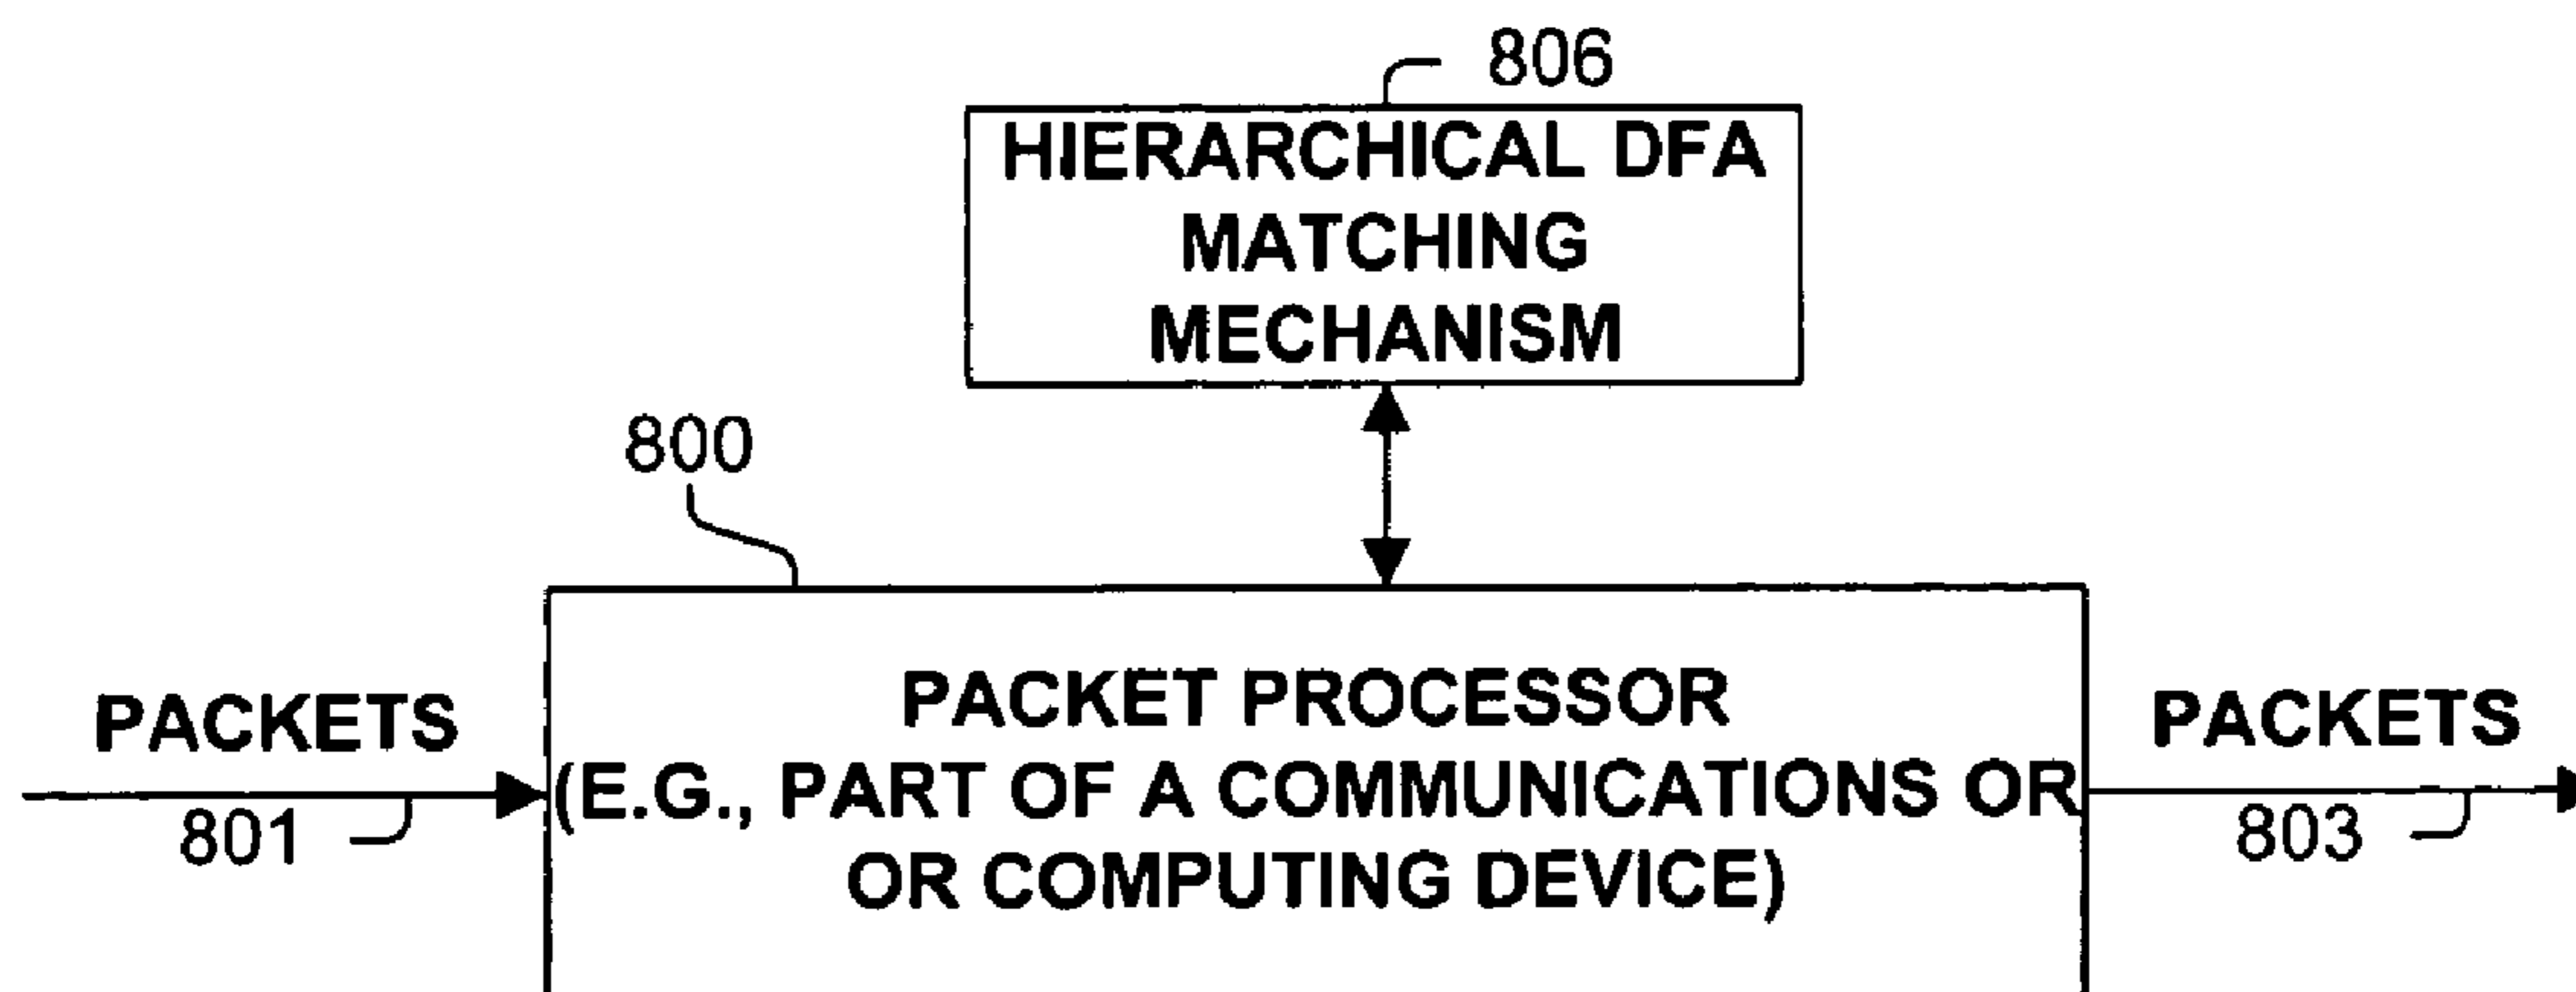 806
HIERARCHICAL DFA
MATCHING
MECHANISM
800
PACKETS
801
PACKET PROCESSOR
(E.G., PART OF A COMMUNICATIONS OR
OR COMPUTING DEVICE)
PACKETS
803